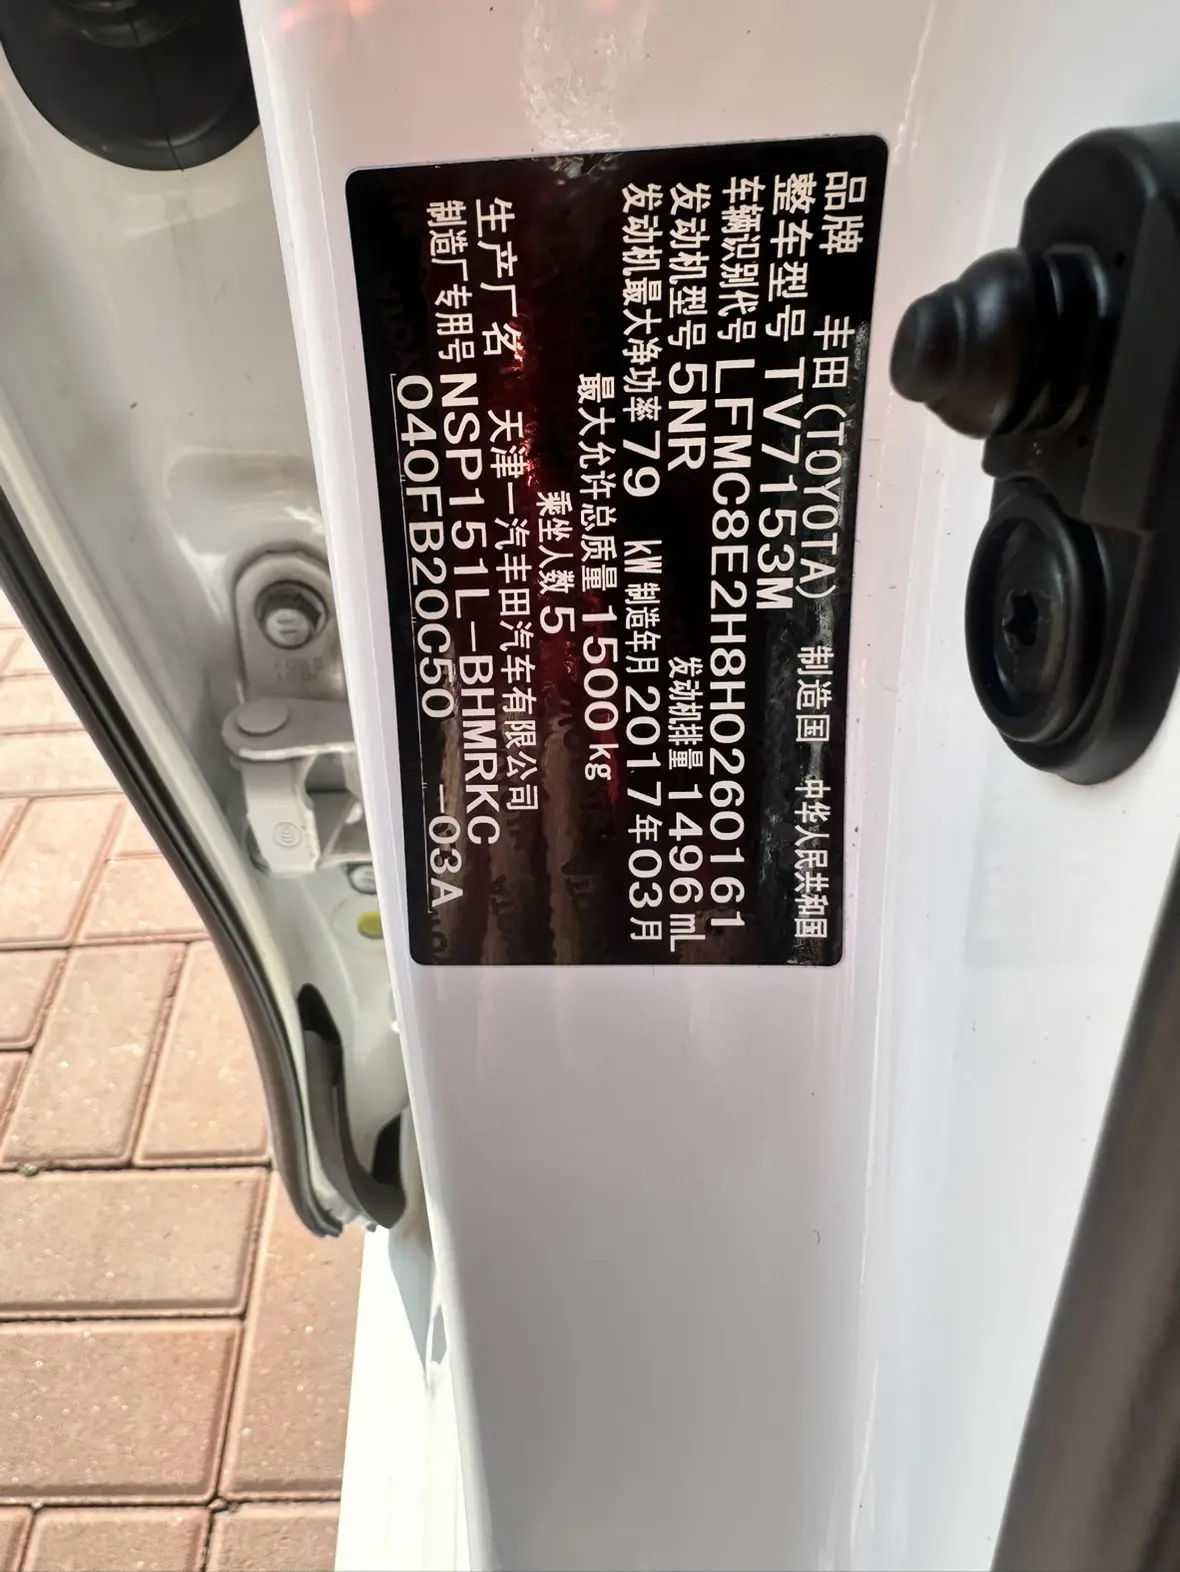 品牌 丰田(TOYOTA) 制造国 中华人民共和国
整车型号 TV7153M
车辆识别代号 LFMC8E2H8H0260161
发动机型号 5NR 发动机排量 1496 mL
发动机最大净功率 79 kW 制造年月 2017年03月
最大允许总质量 1500 kg
乘坐人数 5
生产厂名 天津一汽丰田汽车有限公司
制造厂专用号 NSP151L-BHMRKC
040FB20C50 -03A